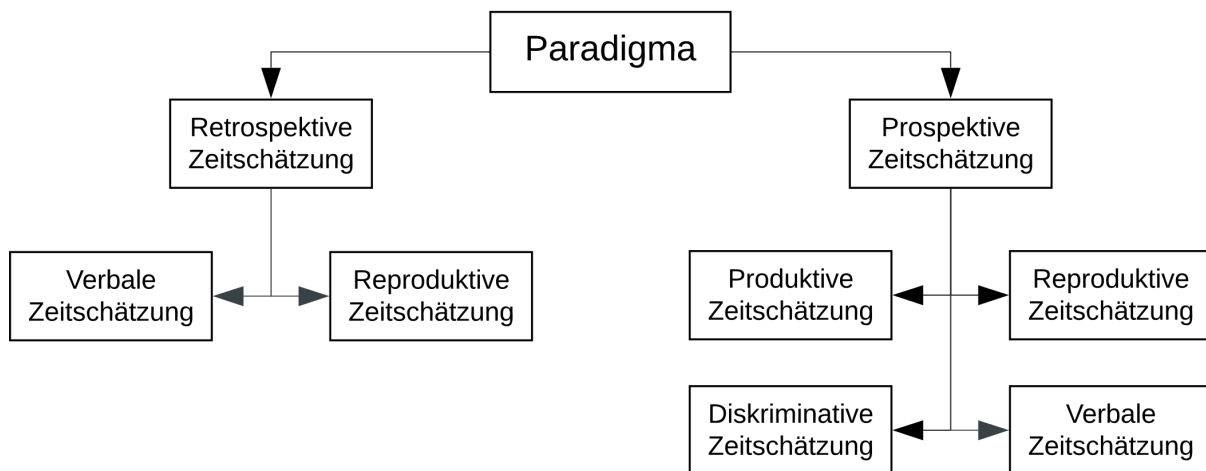 Paradigma
Retrospektive
Zeitschätzung
Prospektive
Zeitschätzung
Verbale
Zeitschätzung
Reproduktive
Zeitschätzung
Produktive
Zeitschätzung
Reproduktive
Zeitschätzung
Diskriminative
Zeitschätzung
Verbale
Zeitschätzung